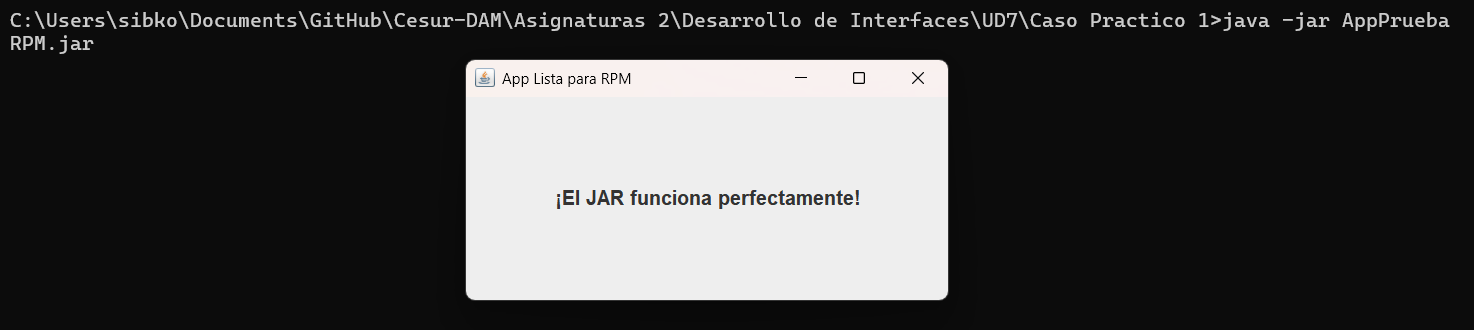 C:\Users\sibko\Documents\GitHub\Cesur-DAM\Asignaturas 2\Desarrollo de Interfaces\UD7\Caso Practico 1>java -jar AppPrueba
RPM.jar
App Lista para RPM
¡El JAR funciona perfectamente!